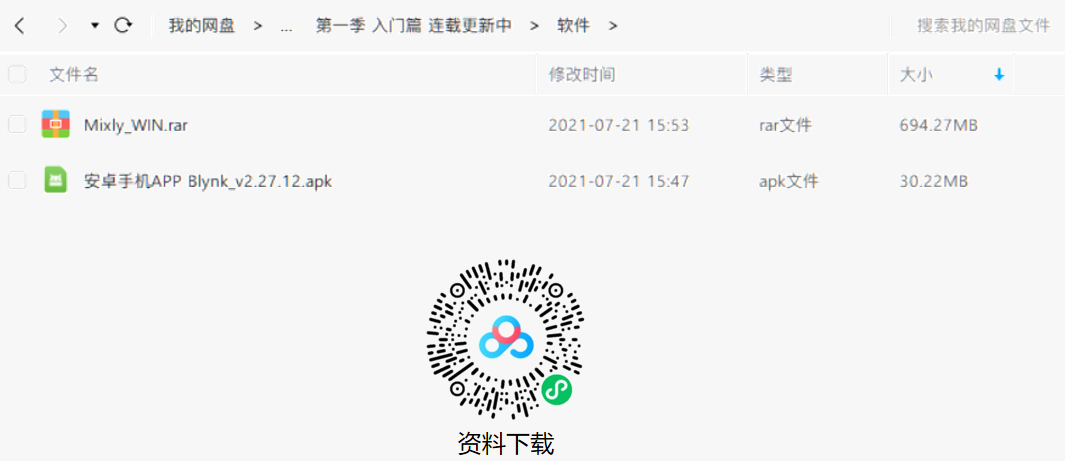 我的网盘 > ... 第一季 入门篇 连载更新中 > 软件 > 搜索我的网盘文件
文件名 修改时间 类型 大小
Mixly_WIN.rar 2021-07-21 15:53 rar文件 694.27MB
安卓手机APP Blynk_v2.27.12.apk 2021-07-21 15:47 apk文件 30.22MB
资料下载